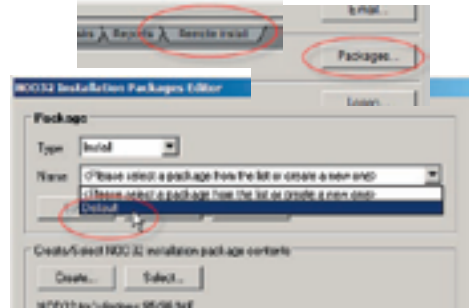 E-mail...
Reports Remote Install
Packages...
NOD32 Installation Packages Editor
Package
Type Install
Name <Please select a package from the list or create a new one>
<Please select a package from the list or create a new one>
Default
Create/Select NOD32 installation package contents
Create... Select...